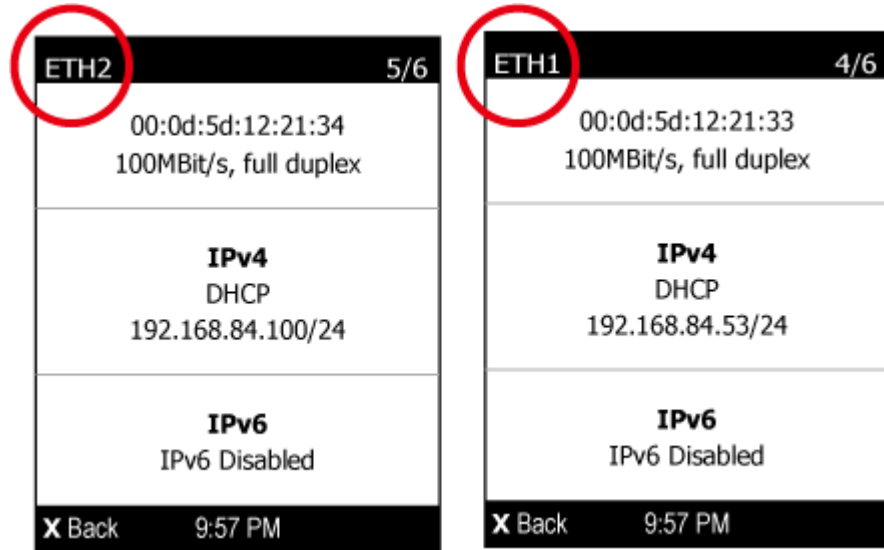 ETH2 5/6
00:0d:5d:12:21:34
100MBit/s, full duplex
IPv4
DHCP
192.168.84.100/24
IPv6
IPv6 Disabled
X Back 9:57 PM
ETH1 4/6
00:0d:5d:12:21:33
100MBit/s, full duplex
IPv4
DHCP
192.168.84.53/24
IPv6
IPv6 Disabled
X Back 9:57 PM